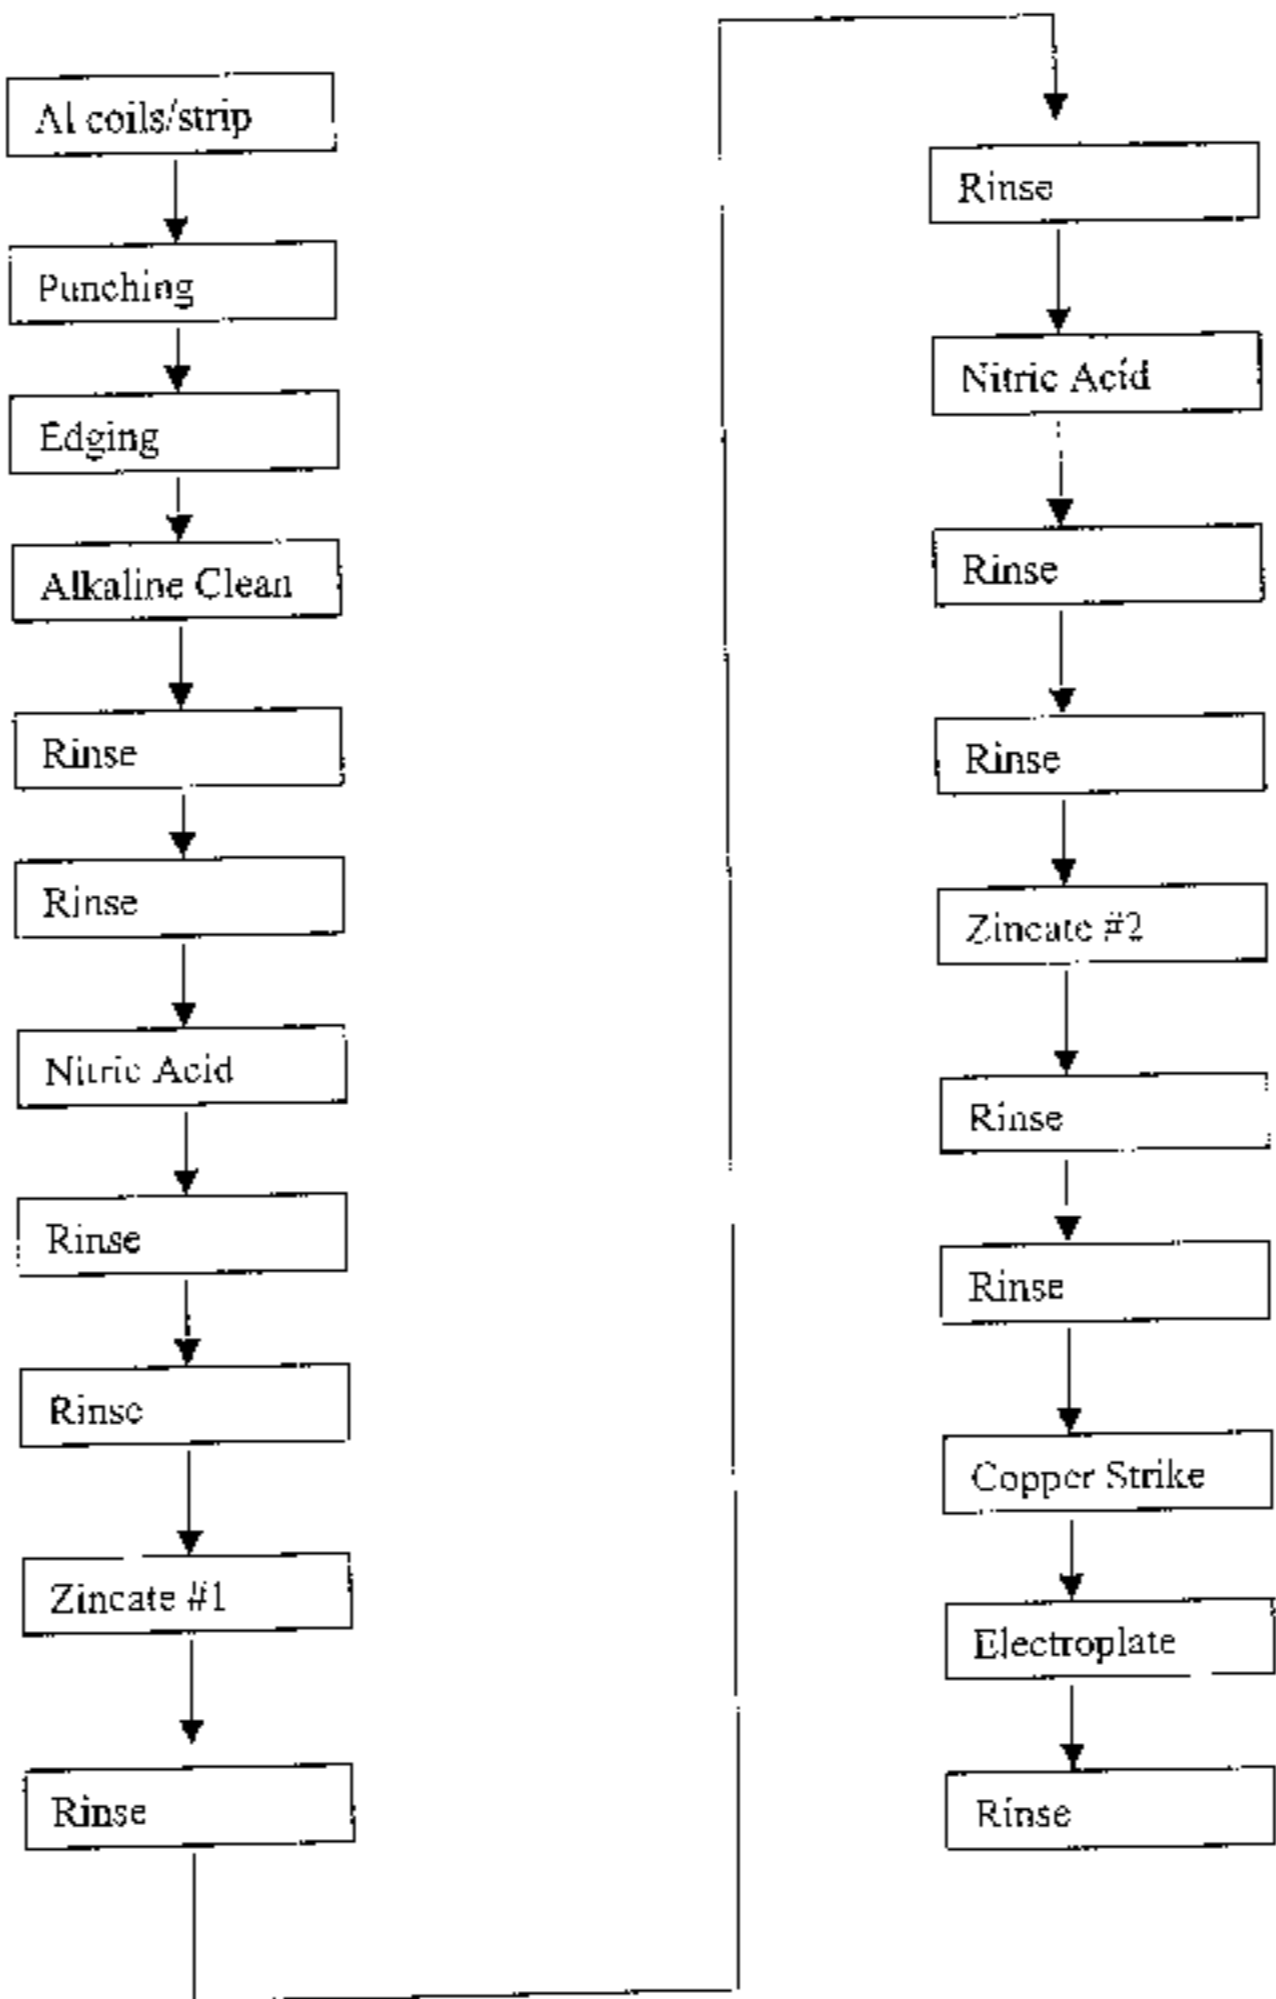 Al coils/strip
Punching
Edging
Alkaline Clean
Rinse
Rinse
Nitric Acid
Rinse
Rinse
Zincate #1
Rinse
Rinse
Nitric Acid
Rinse
Rinse
Zincate #2
Rinse
Rinse
Copper Strike
Electroplate
Rinse